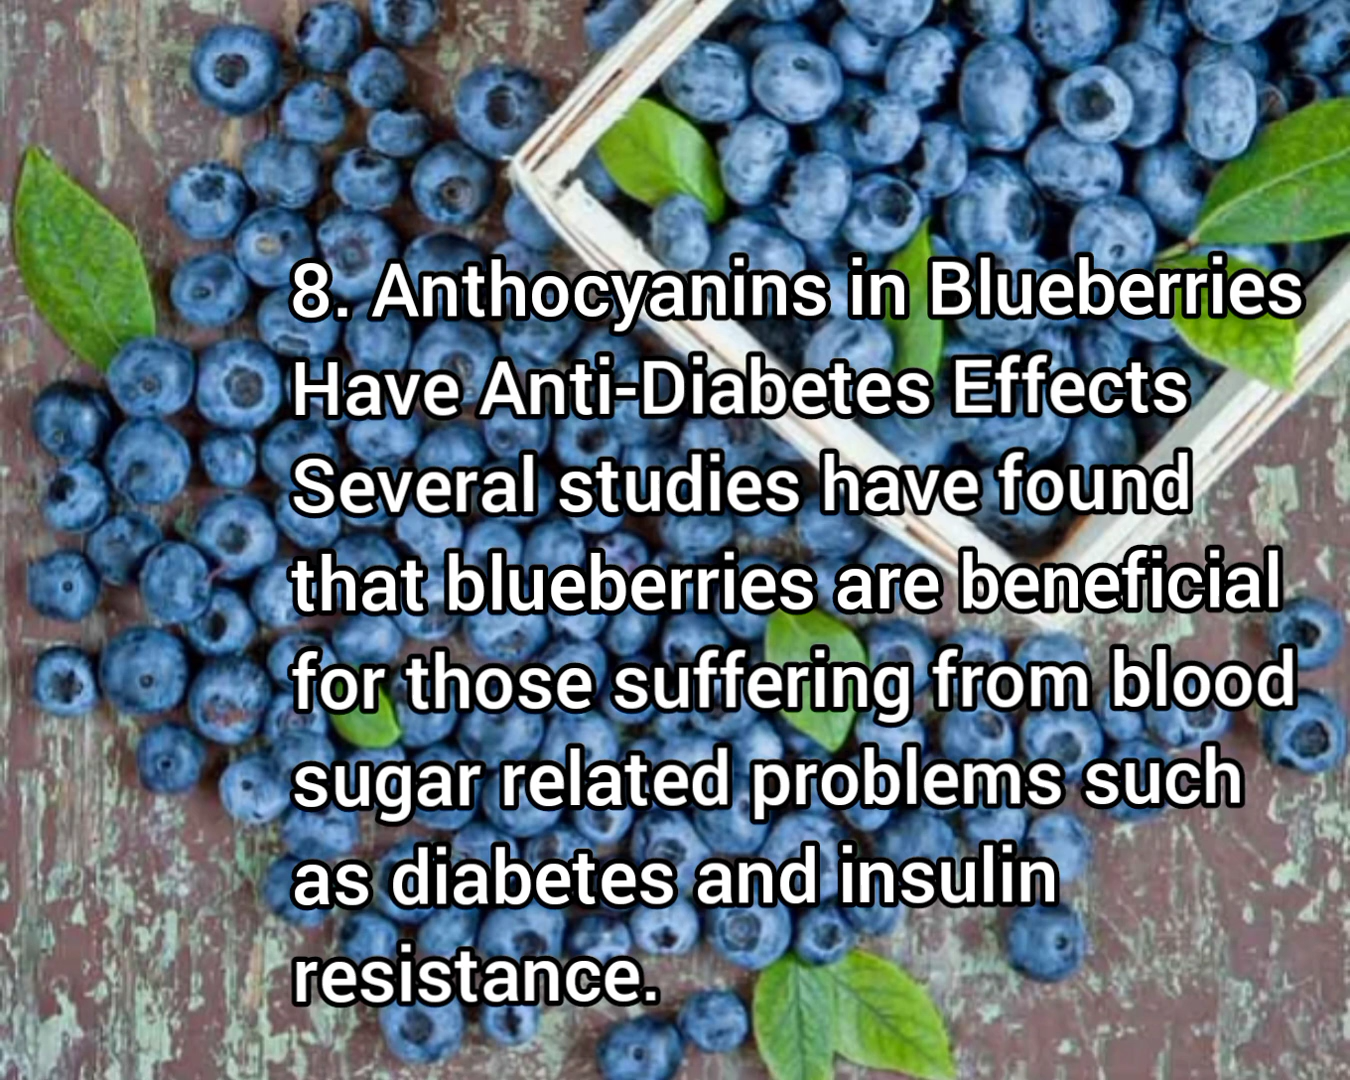 8. Anthocyanins in Blueberries
Have Anti-Diabetes Effects
Several studies have found
that blueberries are beneficial
for those suffering from blood
sugar related problems such
as diabetes and insulin
resistance.